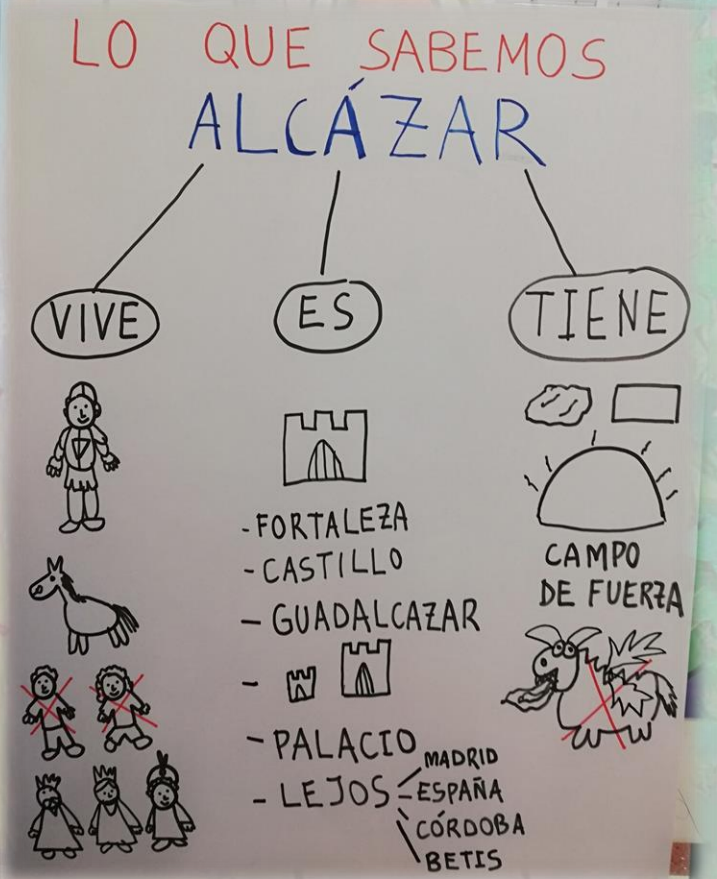 LO QUE SABEMOS
ALCÁZAR
VIVE
ES
TIENE
-FORTALEZA
-CASTILLO
- GUADALCAZAR
-
- PALACIO
- LEJOS
MADRID
ESPAÑA
CÓRDOBA
BETIS
CAMPO
DE FUERZA